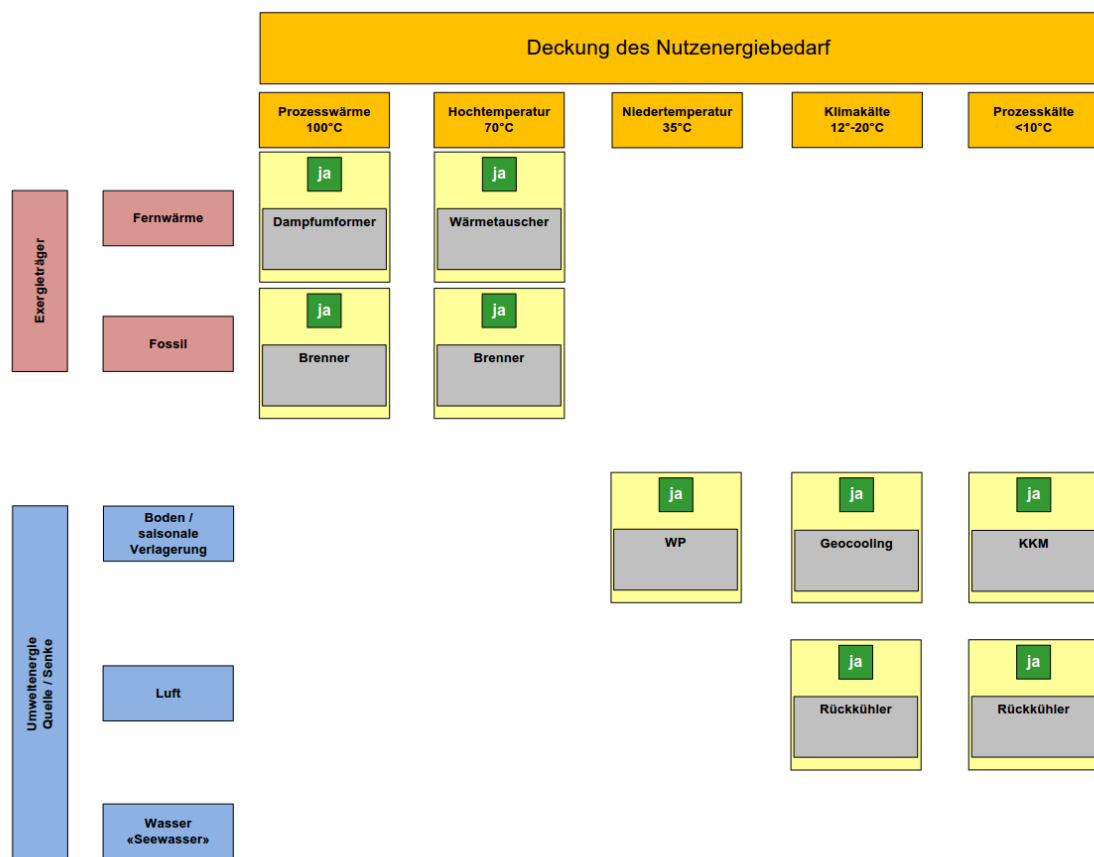 Deckung des Nutzenergiebedarf
Prozesswärme
100°C
Hochtemperatur
70°C
Niedertemperatur
35°C
Klimakälte
12°-20°C
Prozesskälte
<10°C
Exergieträger
Fernwärme
ja
Dampfumformer
ja
Wärmetauscher
Fossil
ja
Brenner
ja
Brenner
Umweltenergie
Quelle / Senke
Boden /
saisonale
Verlagerung
ja
WP
ja
Geocooling
ja
KKM
Luft
ja
Rückkühler
ja
Rückkühler
Wasser
«Seewasser»